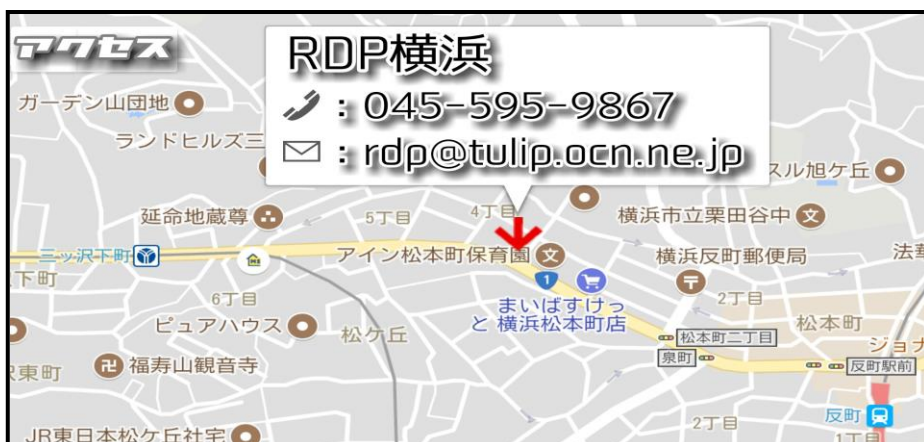 アクセス
RDP横浜
：045-595-9867
：rdp@tulip.ocn.ne.jp
ガーデン山団地
ランドヒルズ三
スル旭ケ丘
延命地蔵尊
5丁目
4丁目
横浜市立栗田谷中
三ッ沢下町
アイン松本町保育園
横浜反町郵便局
法華
下町
1
6丁目
まいばすけっ
と 横浜松本町店
2丁目
ピュアハウス
松ケ丘
松本町二丁目
松本町
泉町
ジョナ
東町
福寿山観音寺
反町駅前
反町
2丁目
JR東日本松ケ丘社宅
1丁目